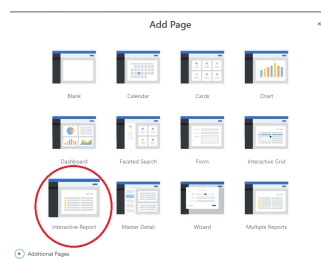 Add Page
×
Blank Calendar Cards Chart
Dashboard Faceted Search Form Interactive Grid
Interactive Report Master Detail Wizard Multiple Reports
Additional Pages